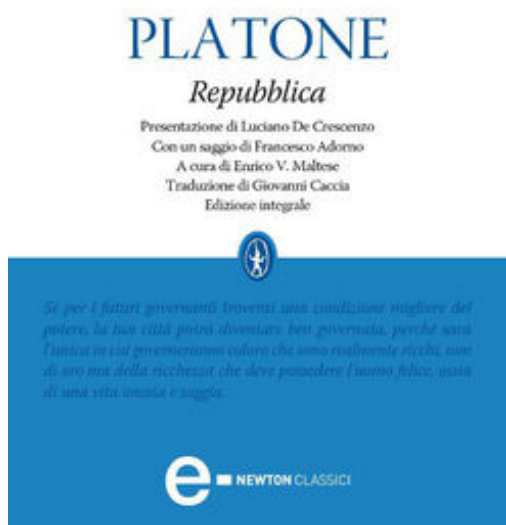 PLATONE
Repubblica
Presentazione di Luciano De Crescenzo
Con un saggio di Francesco Adorno
A cura di Enrico V. Maltese
Traduzione di Giovanni Caccia
Edizione integrale
Se per i futuri governanti troverai una condizione migliore del
potere, la tua città potrà diventare ben governata, perché sarà
l'unica in cui governeranno coloro che sono realmente ricchi, non
di oro ma della ricchezza che deve possedere l'uomo felice, ossia
di una vita onesta e saggia.
e NEWTON CLASSICI